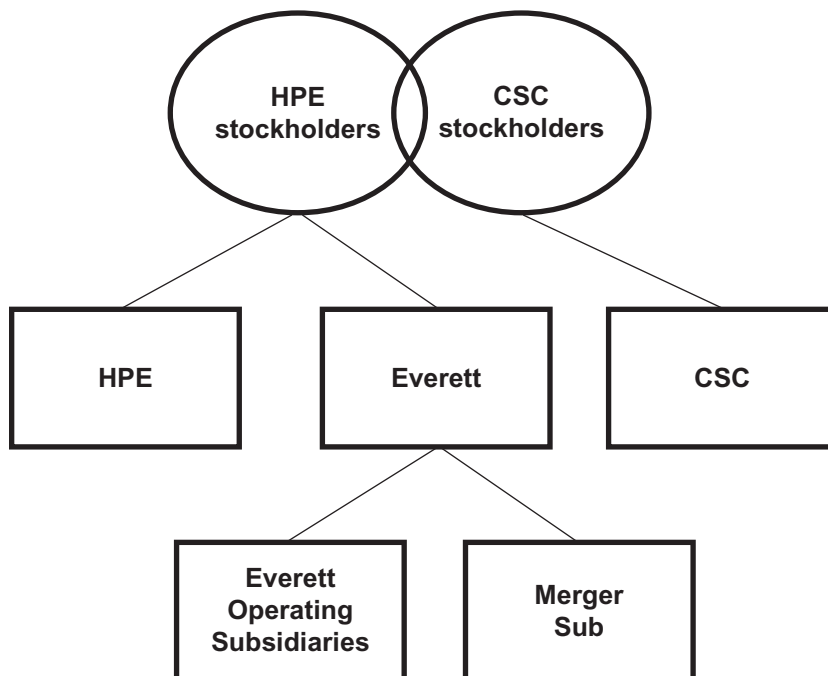 HPE
stockholders
CSC
stockholders
HPE
Everett
CSC
Everett
Operating
Subsidiaries
Merger
Sub